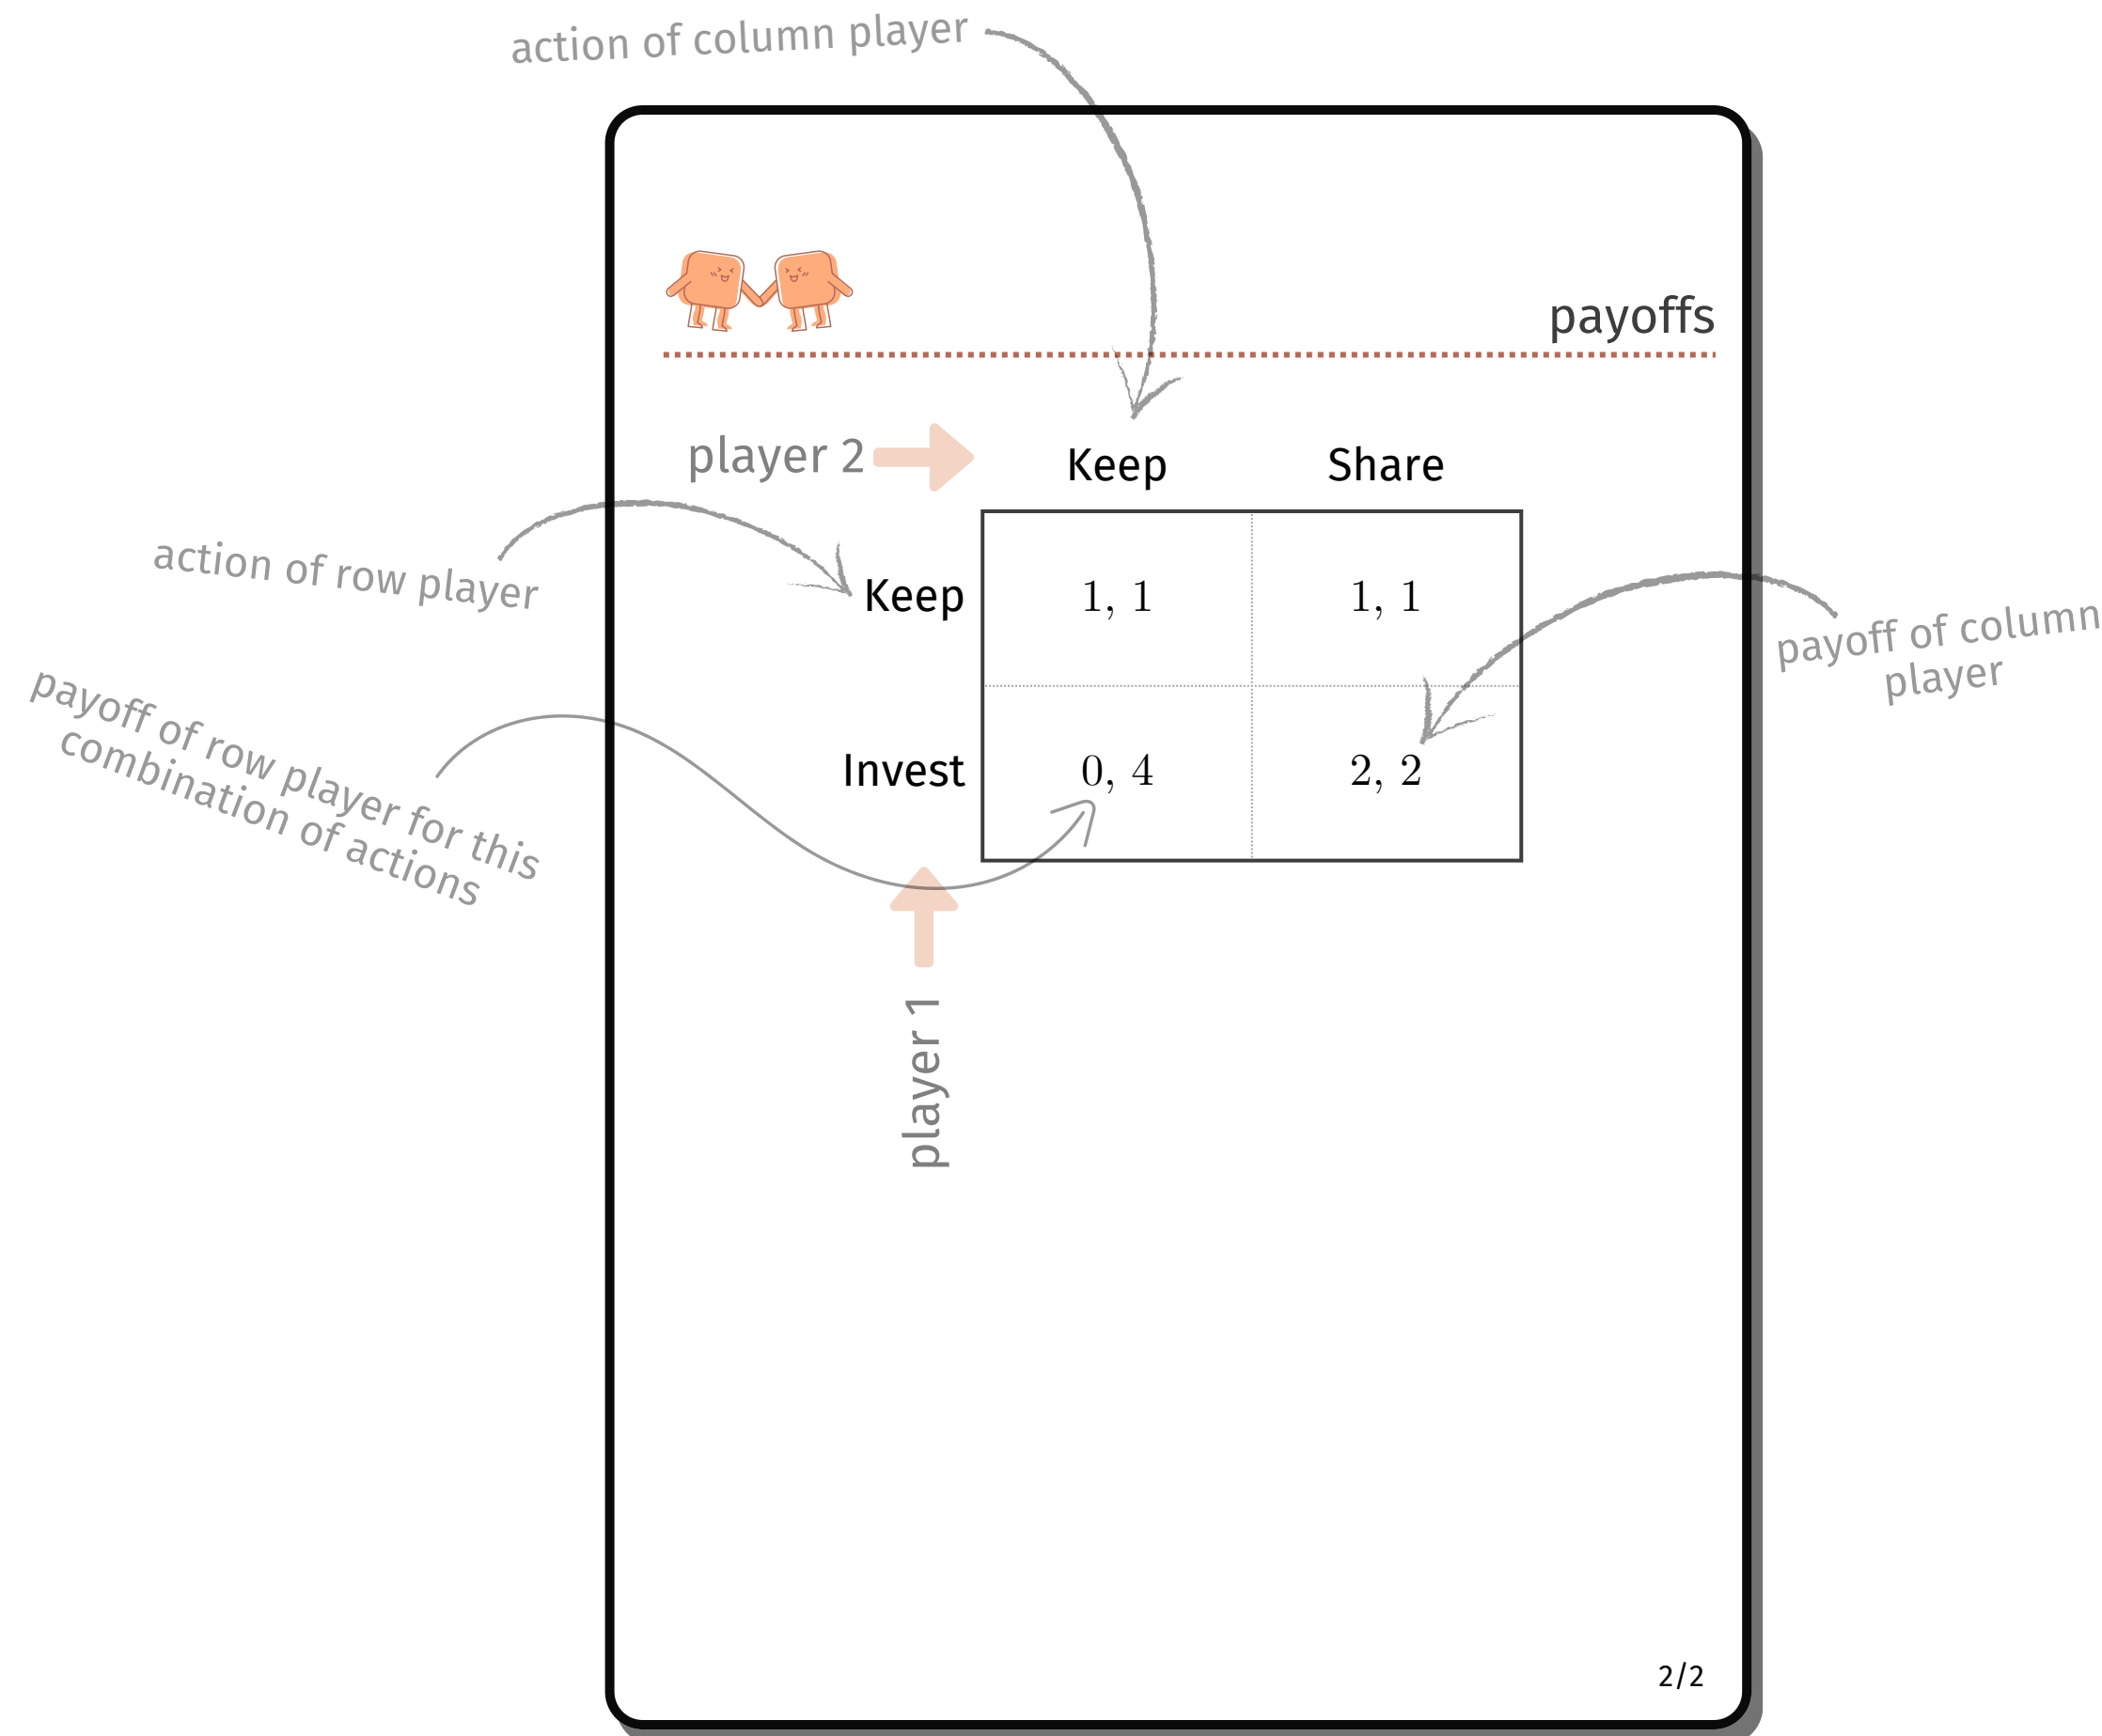 action of column player
payoffs
player 2
Keep Share
action of row player
Keep 1, 1 1, 1
payoff of column
player
payoff of row player for this
combination of actions
Invest 0, 4 2, 2
player 1
2/2